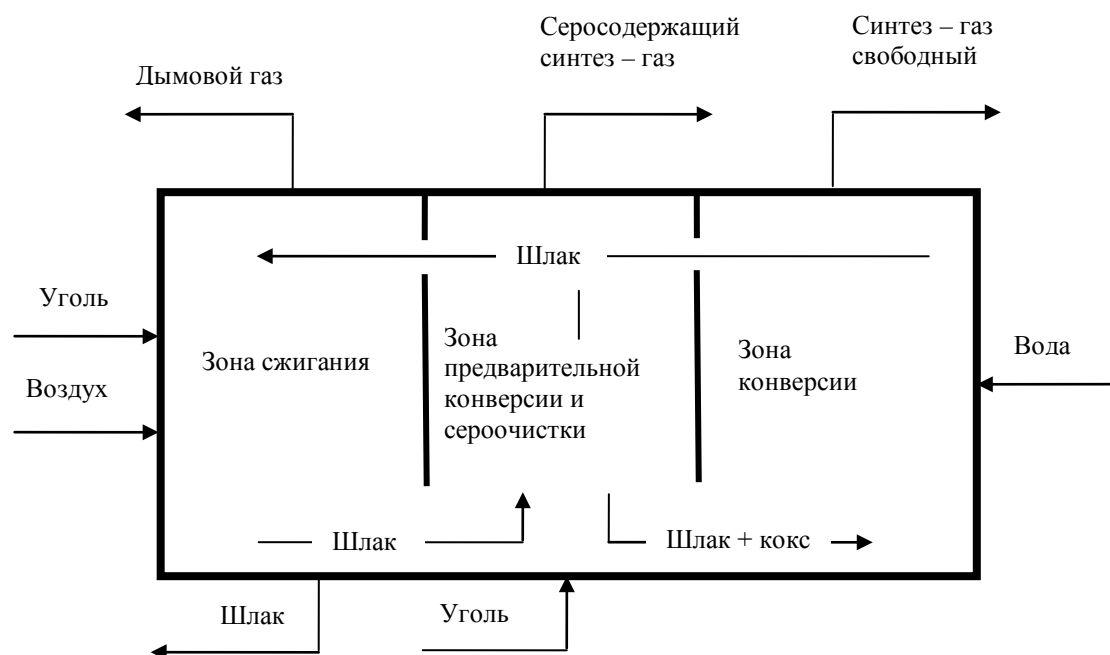 Серосодержащий
синтез – газ
Синтез – газ
свободный
Дымовой газ
Шлак
Уголь
Воздух
Зона сжигания
Зона
предварительной
конверсии и
сероочистки
Зона
конверсии
Вода
Шлак
Шлак + кокс
Шлак
Уголь